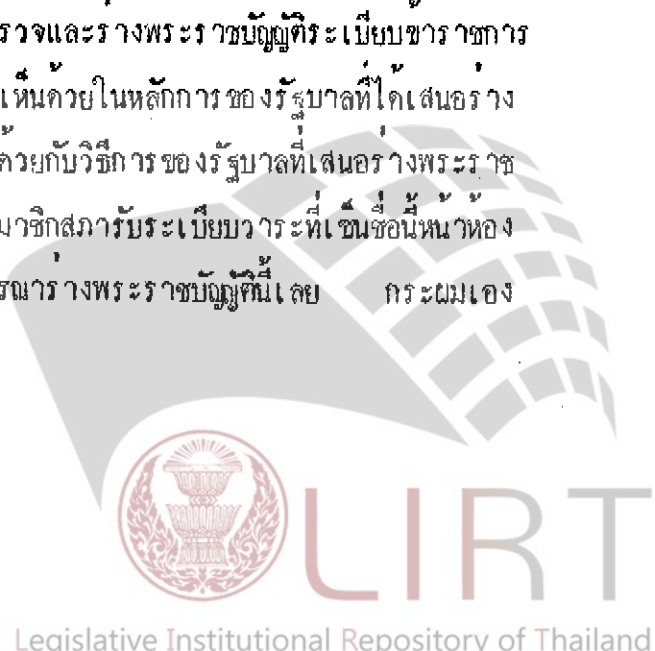 รวจและร่างพระราชบัญญัติระเบียบข้าราชการ
เห็นด้วยในหลักการของรัฐบาลที่ได้เสนอร่าง
ด้วยกับวิธีการของรัฐบาลที่เสนอร่างพระราช
มาชิกสภารับระเบียบวาระที่เซ็นชื่อนี้หน้าห้อง
รณาร่างพระราชบัญญัตินี้เลย กระผมเอง
LIRT
Legislative Institutional Repository of Thailand